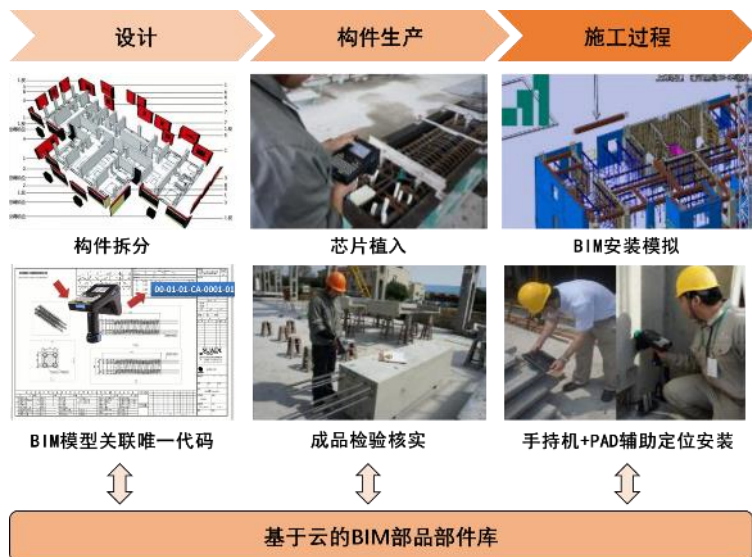 设计
构件生产
施工过程
构件拆分
芯片植入
BIM安装模拟
00-01-01-CA-0001-01
BIM模型关联唯一代码
成品检验核实
手持机+PAD辅助定位安装
基于云的BIM部品部件库